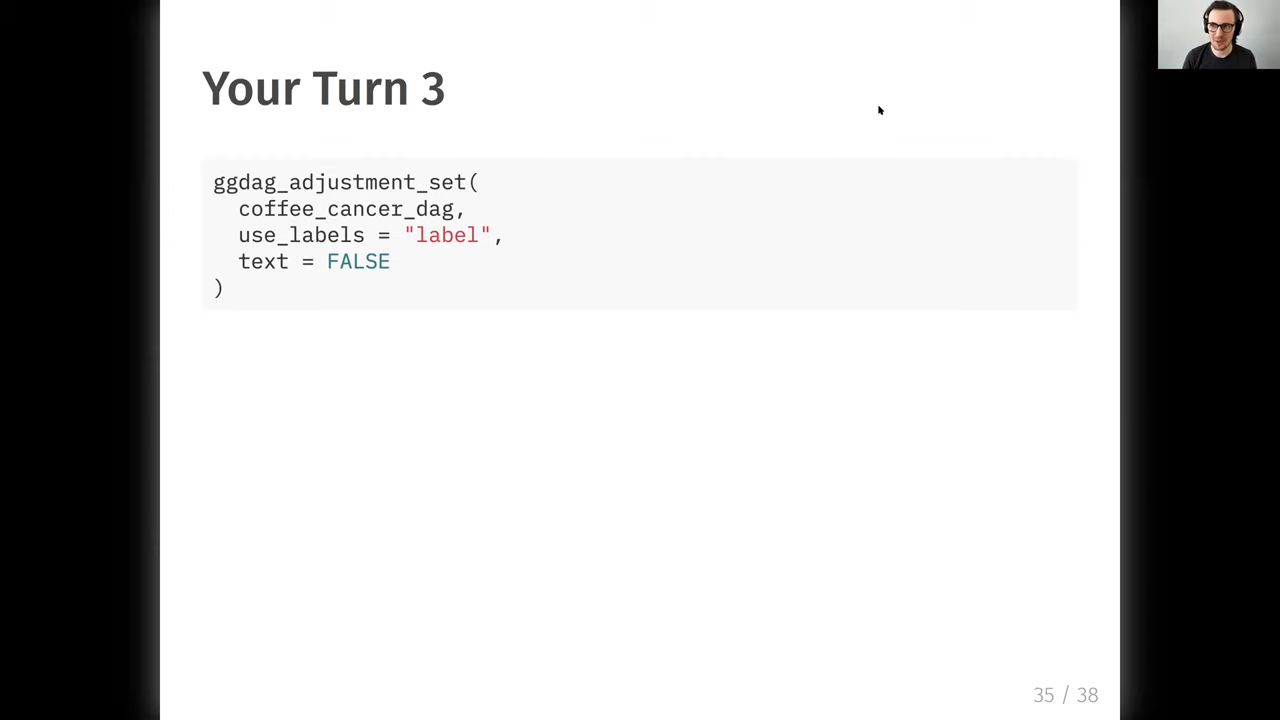 Your Turn 3
ggdag_adjustment_set(
  coffee_cancer_dag,
  use_labels = "label",
  text = FALSE
)
35 / 38